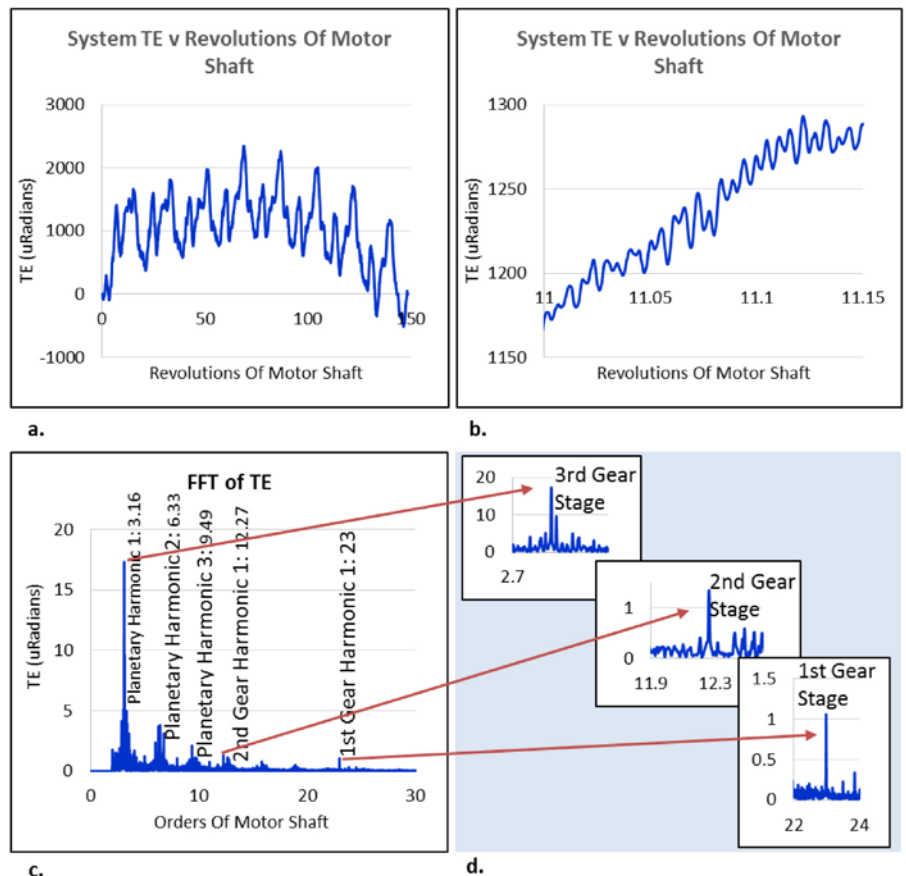 System TE v Revolutions Of Motor
Shaft
3000
2000
1000
0
-1000
0
50
100
150
TE (uRadians)
Revolutions Of Motor Shaft
a.
System TE v Revolutions Of Motor
Shaft
1300
1250
1200
1150
11
11.05
11.1
11.15
TE (uRadians)
Revolutions Of Motor Shaft
b.
FFT of TE
20
15
10
5
0
0
10
20
30
TE (uRadians)
Orders Of Motor Shaft
Planetary Harmonic 1: 3.16
Planetary Harmonic 2: 6.33
Planetary Harmonic 3: 9.49
2nd Gear Harmonic 1: 12.27
1st Gear Harmonic 1: 23
c.
3rd Gear
Stage
20
10
0
2.7
2nd Gear
Stage
1
0
11.9
12.3
1st Gear
Stage
1.5
1
0.5
0
22
24
d.